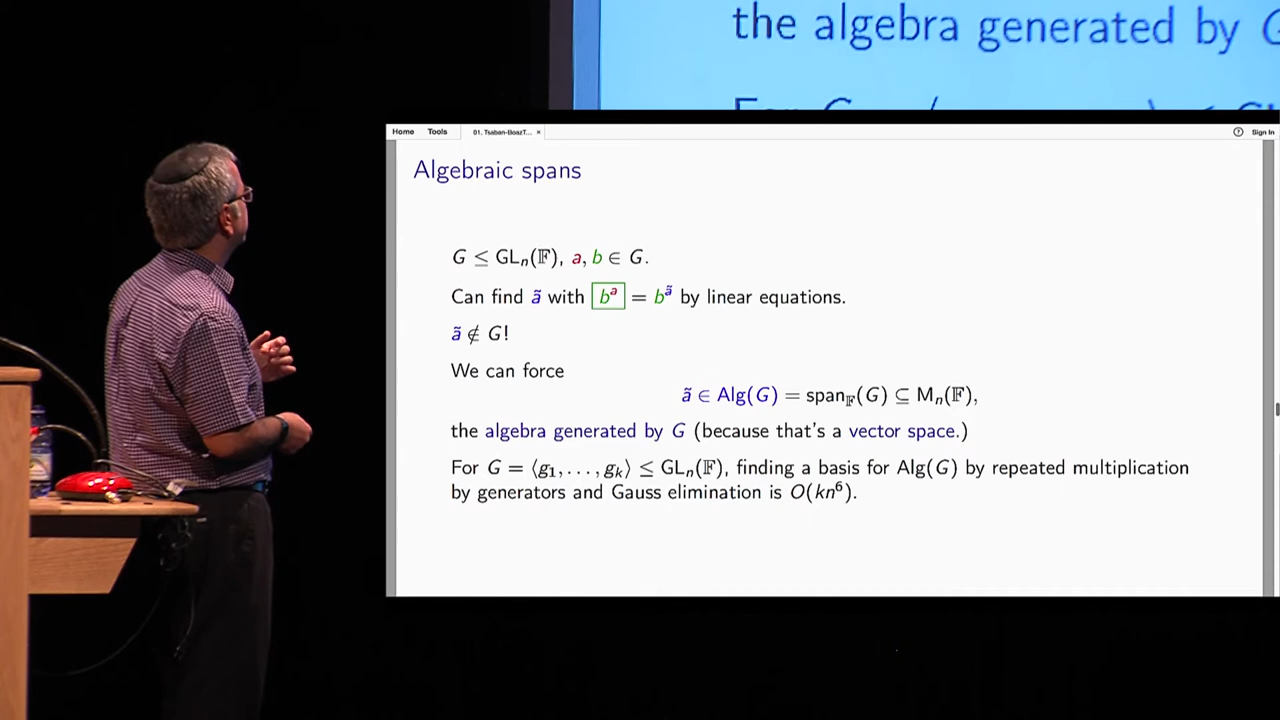 the algebra generated by G
Home Tools 01. Tsaban-BoazT... × ? Sign In
Algebraic spans
G ≤ GLₙ(𝔽), a, b ∈ G.
Can find ã with bᵃ = b^ã by linear equations.
ã ∉ G!
We can force
ã ∈ Alg(G) = span_𝔽(G) ⊆ Mₙ(𝔽),
the algebra generated by G (because that's a vector space.)
For G = ⟨g₁, . . . , gₖ⟩ ≤ GLₙ(𝔽), finding a basis for Alg(G) by repeated multiplication
by generators and Gauss elimination is O(kn⁶).